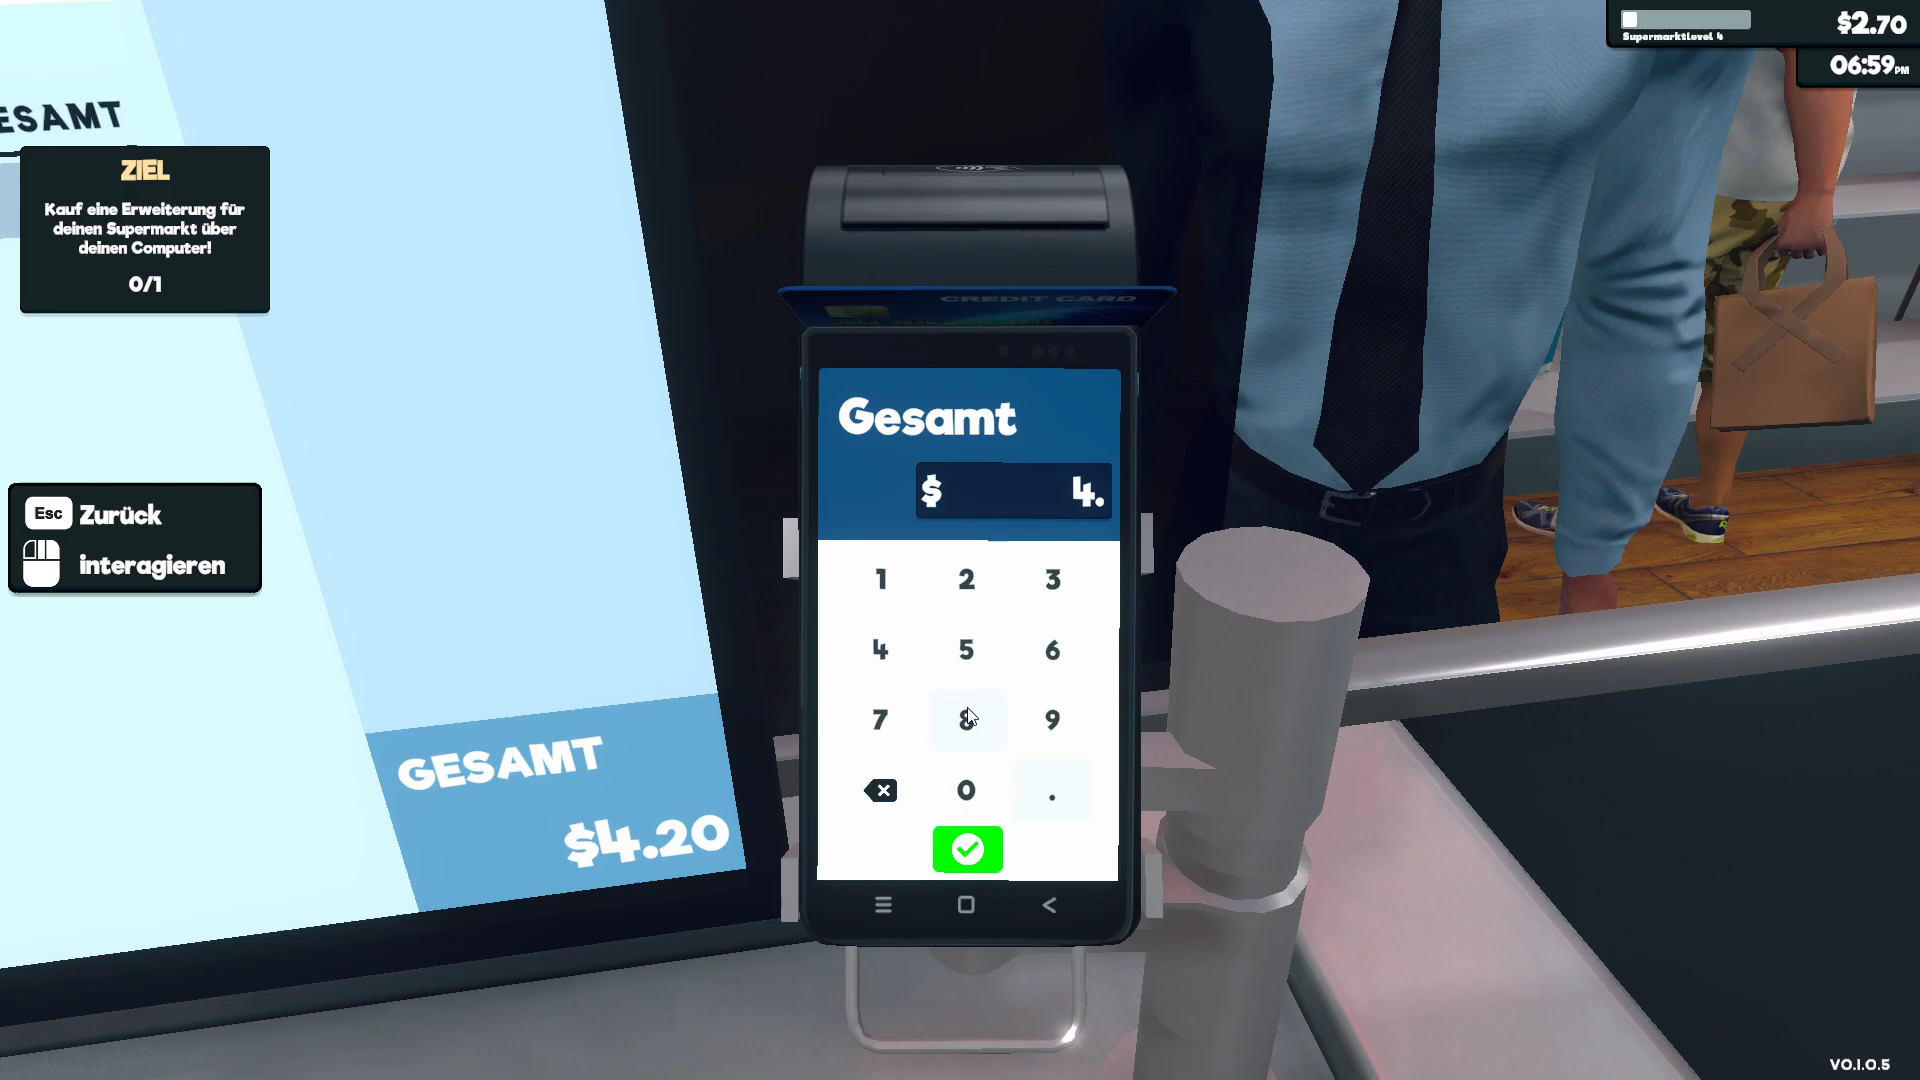 $2.70
Supermarktlevel 4
06:59PM
ESAMT
ZIEL
Kauf eine Erweiterung für
deinen Supermarkt über
deinen Computer!
0/1
Esc Zurück
interagieren
CREDIT CARD
Gesamt
$ 4.
1 2 3
4 5 6
7 8 9
0 .
GESAMT
$4.20
V0.1.0.5